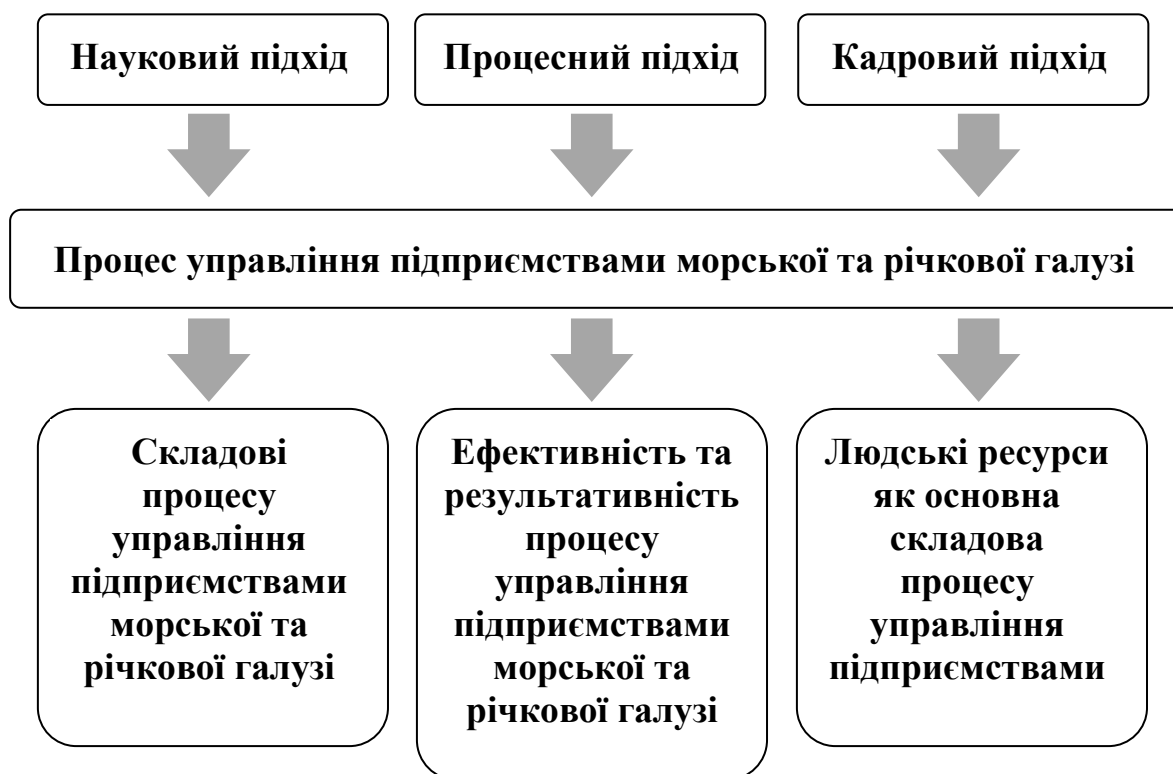 Науковий підхід
Процесний підхід
Кадровий підхід
Процес управління підприємствами морської та річкової галузі
Складові
процесу
управління
підприємствами
морської та
річкової галузі
Ефективність та
результативність
процесу
управління
підприємствами
морської та
річкової галузі
Людські ресурси
як основна
складова
процесу
управління
підприємствами